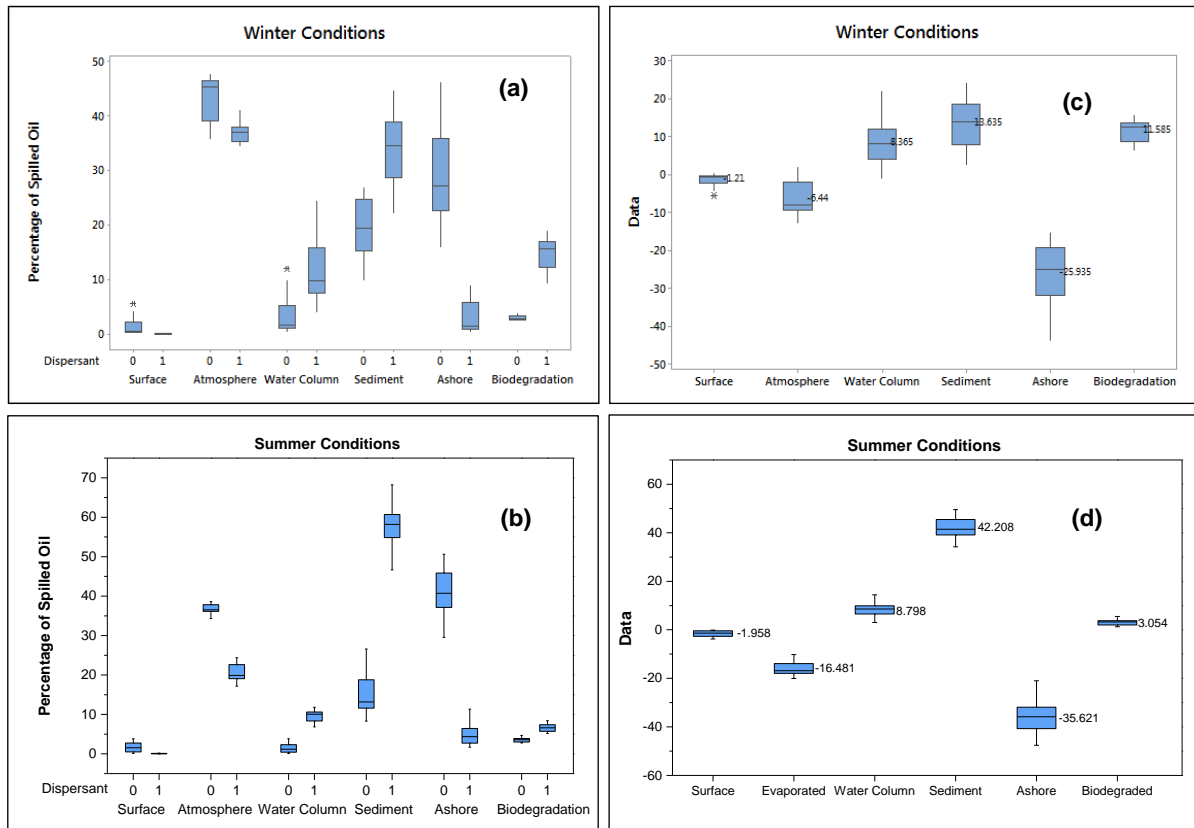 Winter Conditions
(a)
Percentage of Spilled Oil
50
40
30
20
10
0
Dispersant 0 1 0 1 0 1 0 1 0 1 0 1
Surface Atmosphere Water Column Sediment Ashore Biodegradation
Winter Conditions
(c)
Data
30
20
10
0
-10
-20
-30
-40
-50
-1.21
-6.44
8.365
13.635
-25.935
11.585
Surface Atmosphere Water Column Sediment Ashore Biodegradation
Summer Conditions
(b)
Percentage of Spilled Oil
70
60
50
40
30
20
10
0
Dispersant 0 1 0 1 0 1 0 1 0 1 0 1
Surface Atmosphere Water Column Sediment Ashore Biodegradation
Summer Conditions
(d)
Data
60
40
20
0
-20
-40
-60
-1.958
-16.481
8.798
42.208
-35.621
3.054
Surface Evaporated Water Column Sediment Ashore Biodegraded